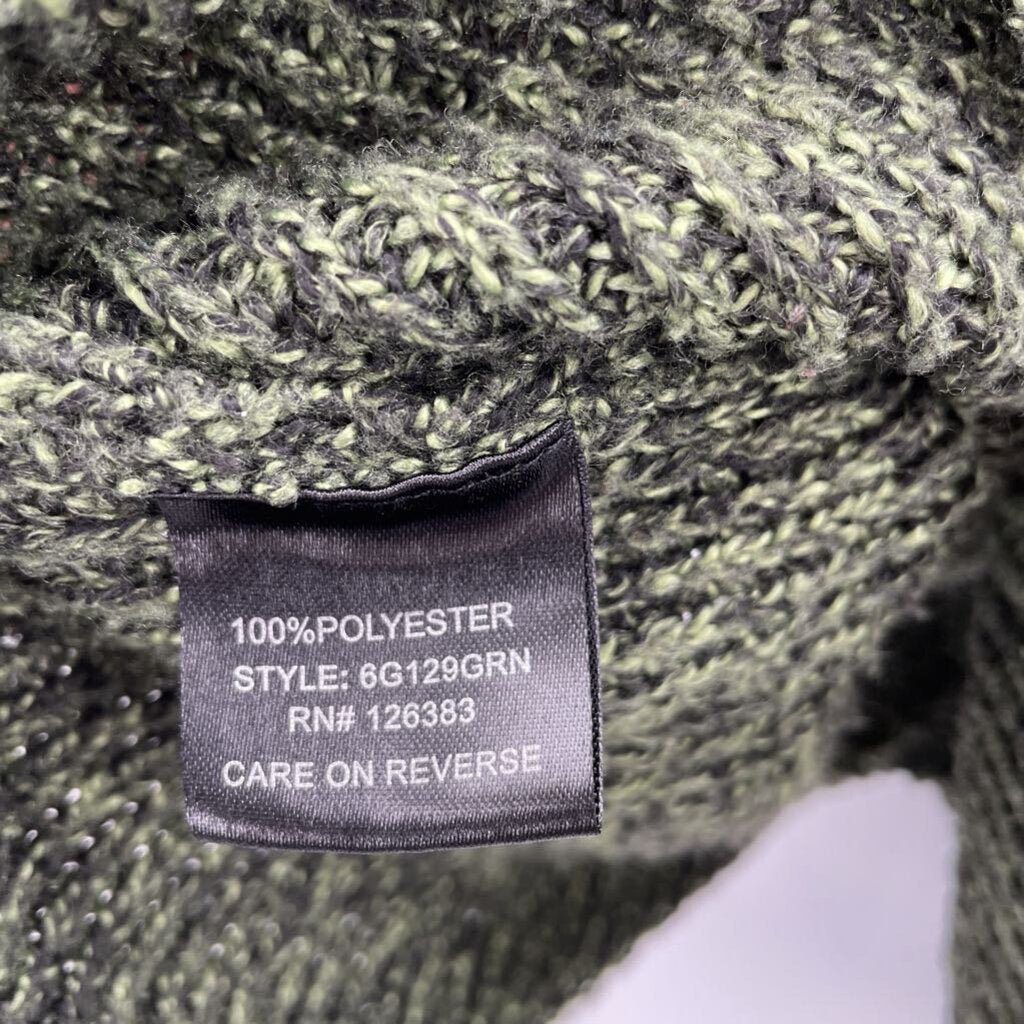 100%POLYESTER
STYLE: 6G129GRN
RN# 126383
CARE ON REVERSE